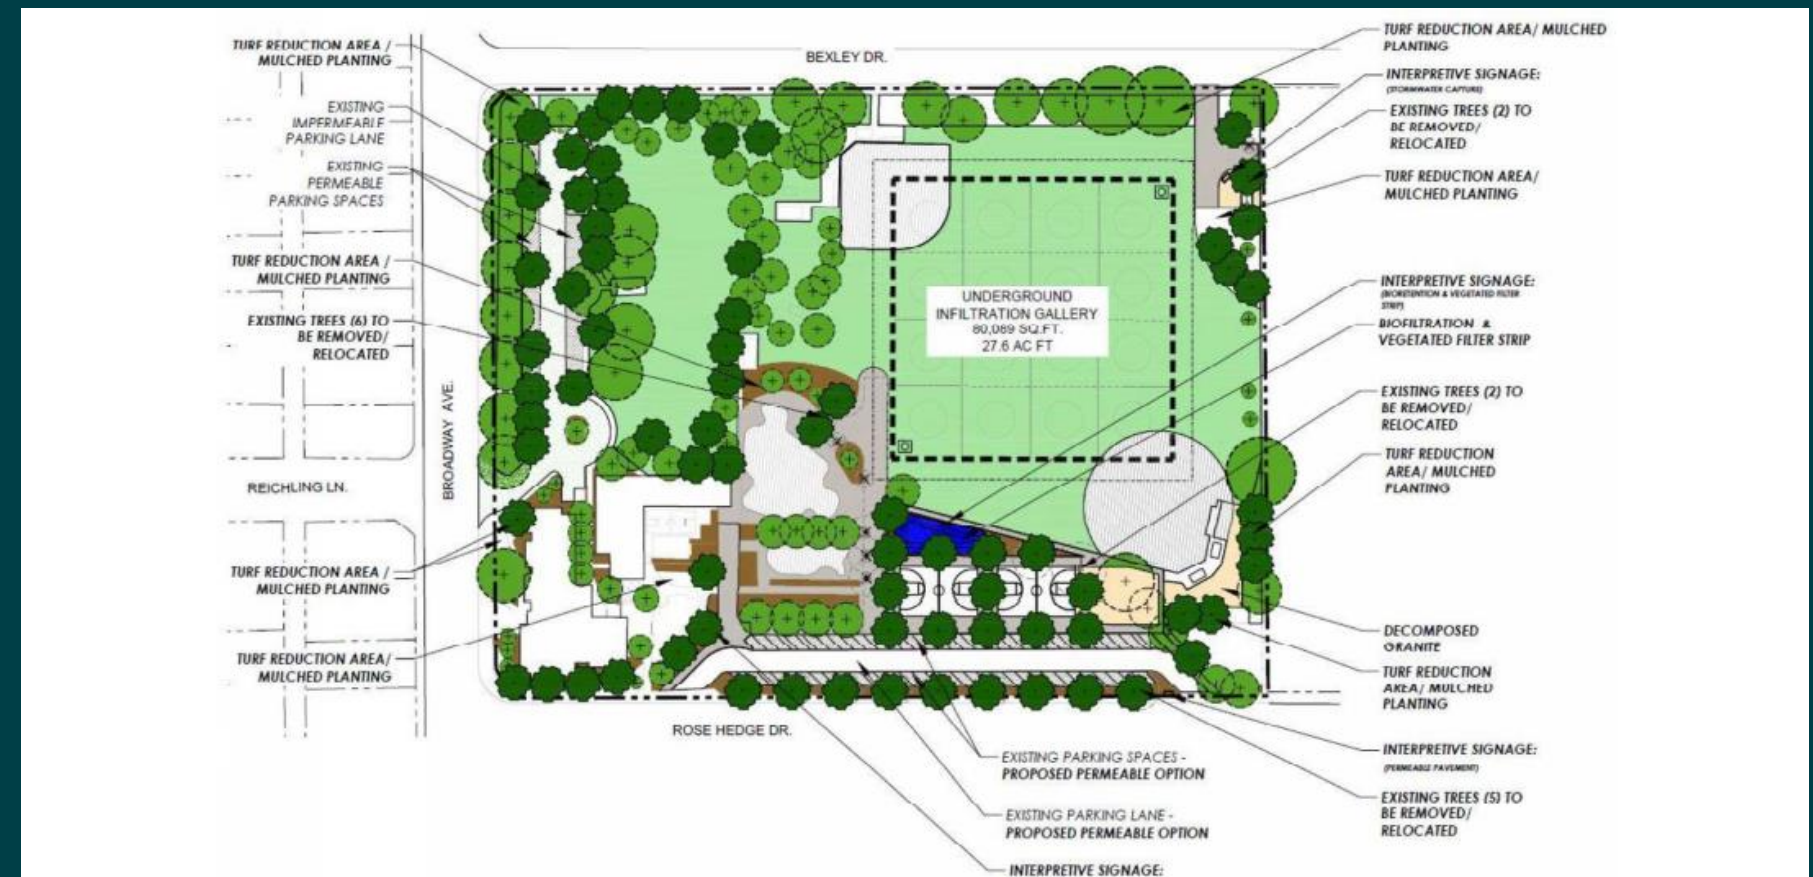 TURF REDUCTION AREA /
MULCHED PLANTING
EXISTING
IMPERMEABLE
PARKING LANE
EXISTING
PERMEABLE
PARKING SPACES
TURF REDUCTION AREA /
MULCHED PLANTING
EXISTING TREES (6) TO
BE REMOVED/
RELOCATED
REICHLING LN.
TURF REDUCTION AREA /
MULCHED PLANTING
TURF REDUCTION AREA/
MULCHED PLANTING
BROADWAY AVE.
BEXLEY DR.
UNDERGROUND
INFILTRATION GALLERY
80,089 SQ.FT.
27.6 AC FT
ROSE HEDGE DR.
EXISTING PARKING SPACES -
PROPOSED PERMEABLE OPTION
EXISTING PARKING LANE -
PROPOSED PERMEABLE OPTION
INTERPRETIVE SIGNAGE:
TURF REDUCTION AREA/ MULCHED
PLANTING
INTERPRETIVE SIGNAGE:
(STORMWATER CAPTURE)
EXISTING TREES (2) TO
BE REMOVED/
RELOCATED
TURF REDUCTION AREA/
MULCHED PLANTING
INTERPRETIVE SIGNAGE:
(BIORETENTION & VEGETATED FILTER
STRIP)
BIOFILTRATION &
VEGETATED FILTER STRIP
EXISTING TREES (2) TO
BE REMOVED/
RELOCATED
TURF REDUCTION
AREA/ MULCHED
PLANTING
DECOMPOSED
GRANITE
TURF REDUCTION
AREA/ MULCHED
PLANTING
INTERPRETIVE SIGNAGE:
(PERMEABLE PAVEMENT)
EXISTING TREES (5) TO
BE REMOVED/
RELOCATED